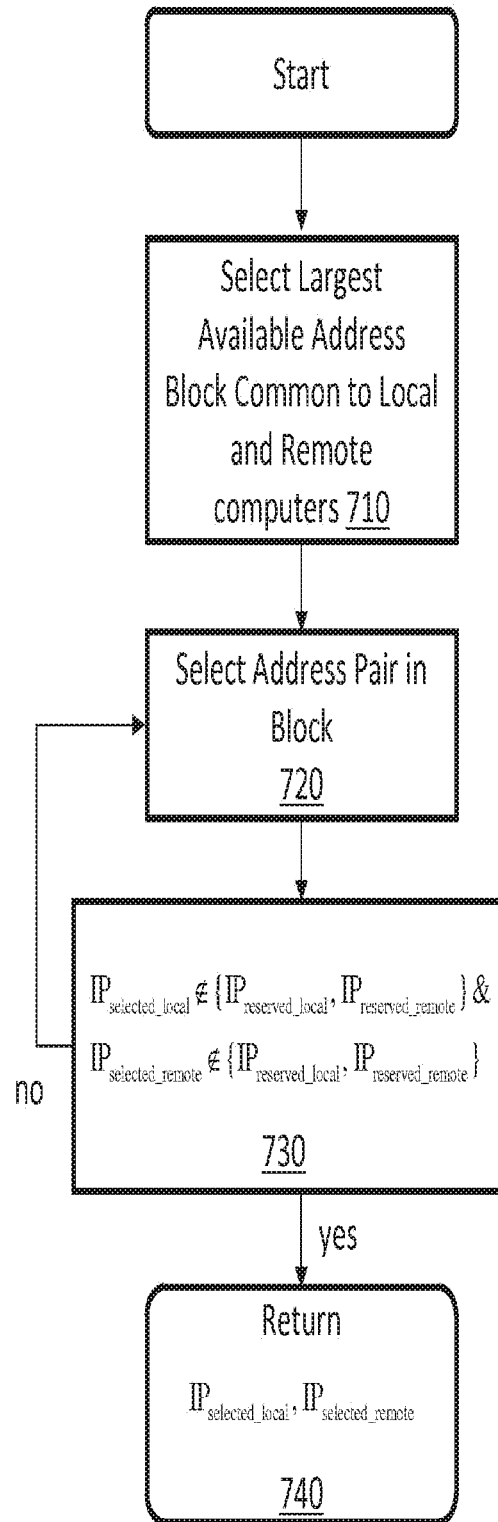 Start
Select Largest
Available Address
Block Common to Local
and Remote
computers 710
Select Address Pair in
Block
720
IP_selected_local ∉ {IP_reserved_local, IP_reserved_remote} &
IP_selected_remote ∉ {IP_reserved_local, IP_reserved_remote}
no
730
yes
Return
IP_selected_local, IP_selected_remote
740